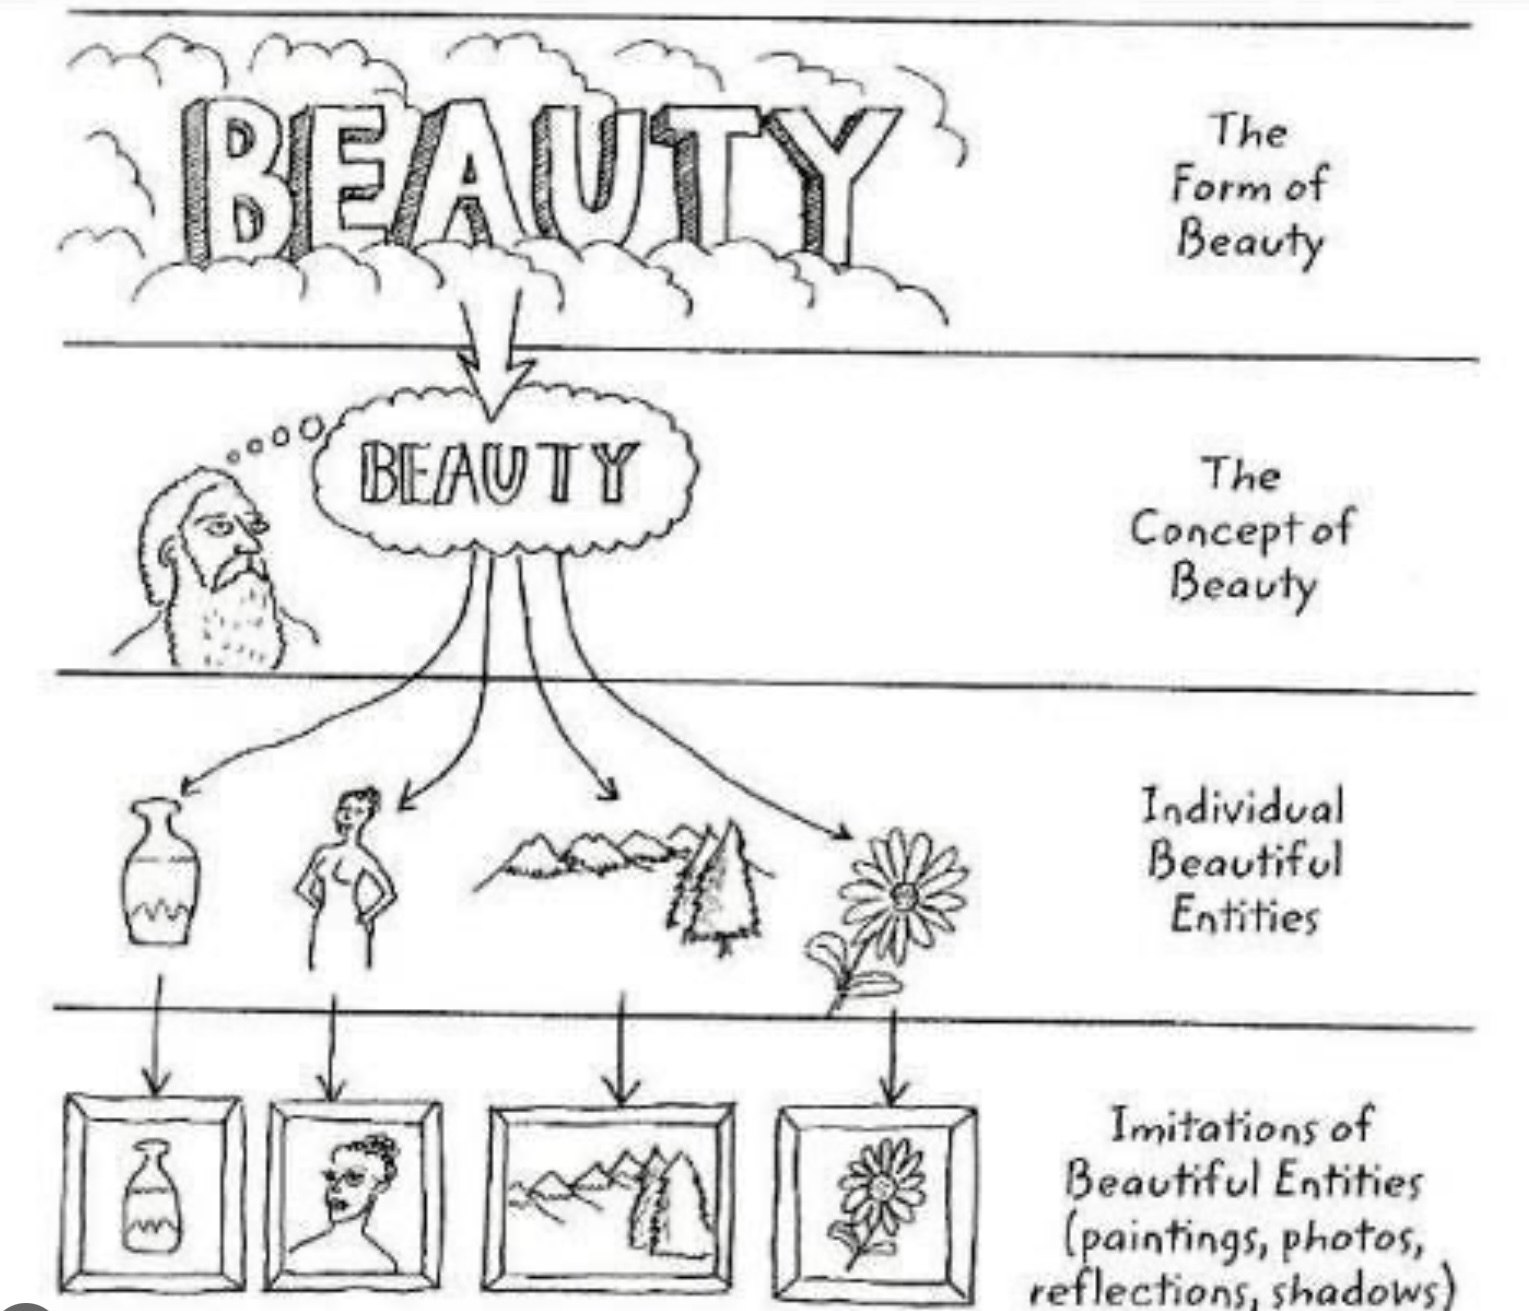 BEAUTY
The
Form of
Beauty
BEAUTY
The
Concept of
Beauty
Individual
Beautiful
Entities
Imitations of
Beautiful Entities
(paintings, photos,
reflections, shadows)